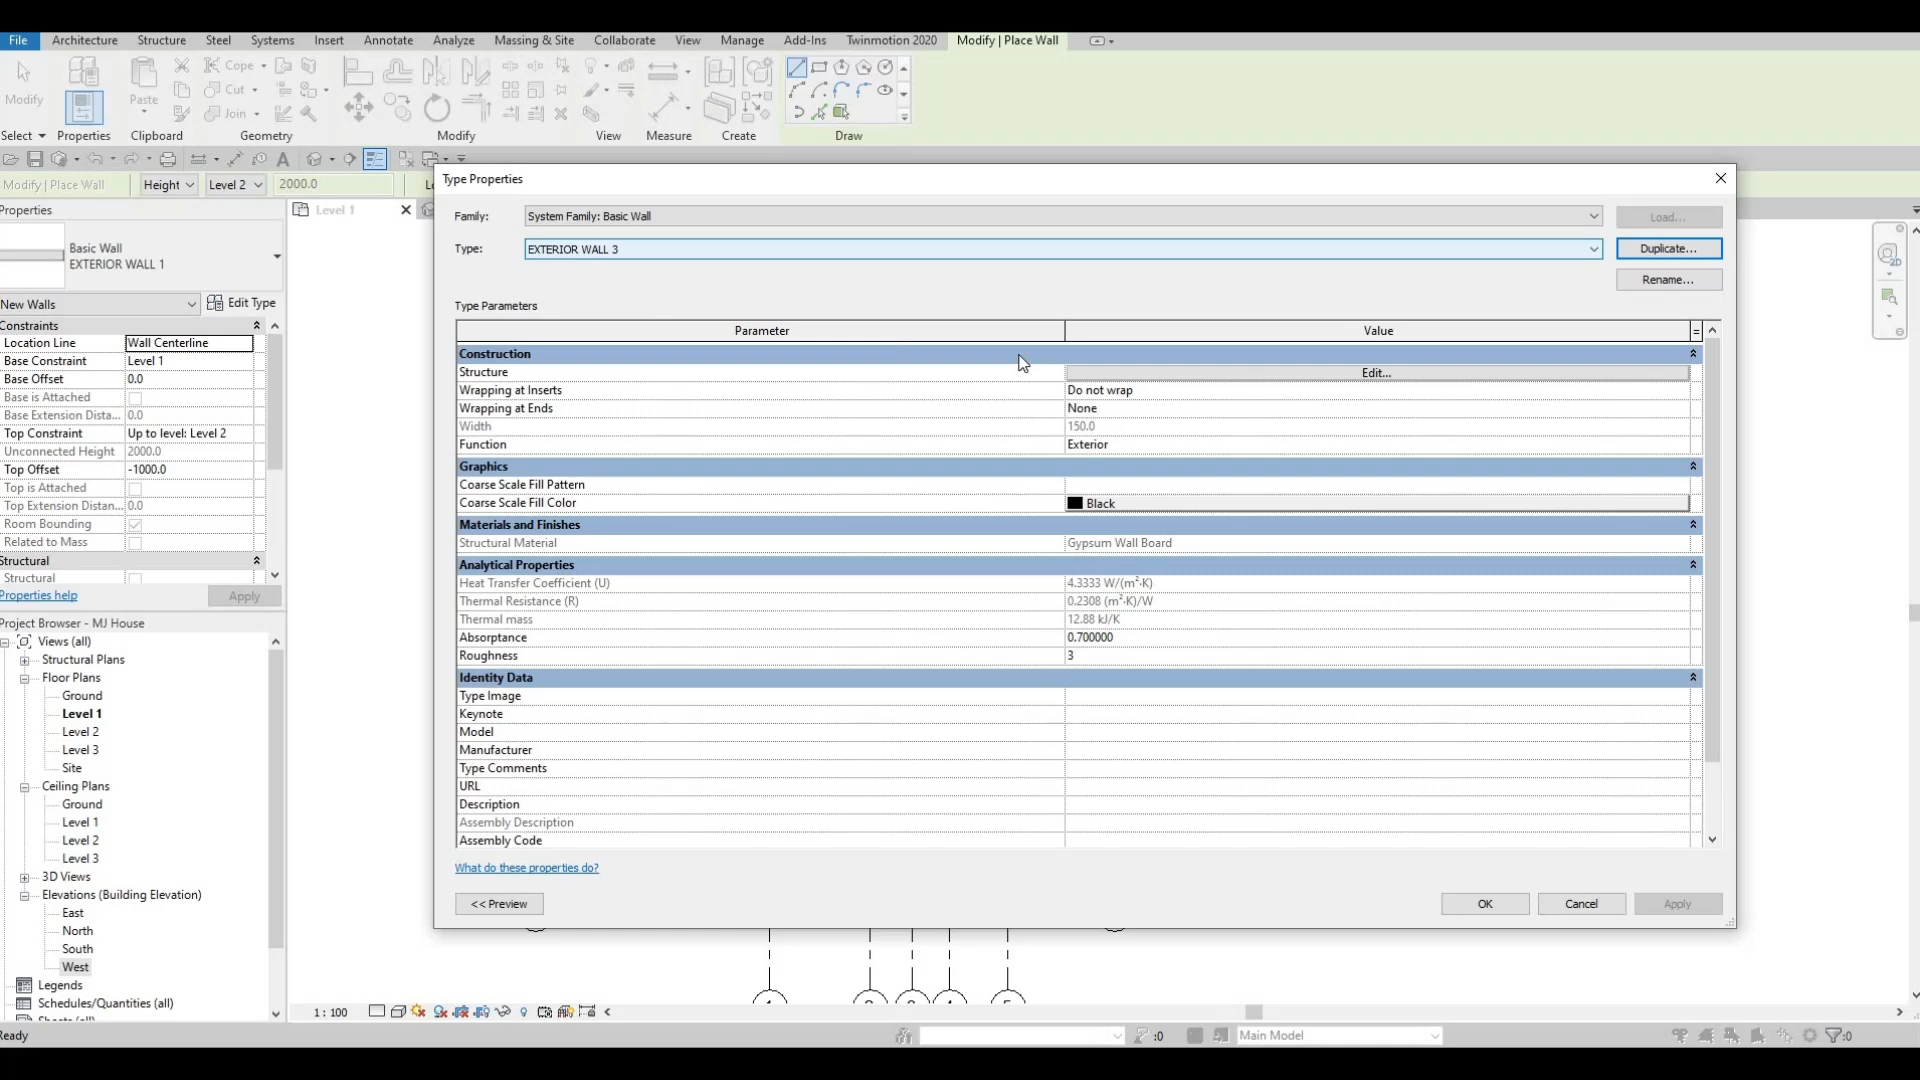 File Architecture Structure Steel Systems Insert Annotate Analyze Massing & Site Collaborate View Manage Add-Ins Twinmotion 2020 Modify | Place Wall
Cope
Modify Paste Cut
Join
Select Properties Clipboard Geometry Modify View Measure Create Draw
Modify | Place Wall Height Level 2 2000.0
Type Properties
Family: System Family: Basic Wall Load...
Type: EXTERIOR WALL 3 Duplicate...
Rename...
Type Parameters
Parameter Value =
Construction
Structure Edit...
Wrapping at Inserts Do not wrap
Wrapping at Ends None
Width 150.0
Function Exterior
Graphics
Coarse Scale Fill Pattern
Coarse Scale Fill Color Black
Materials and Finishes
Structural Material Gypsum Wall Board
Analytical Properties
Heat Transfer Coefficient (U) 4.3333 W/(m²·K)
Thermal Resistance (R) 0.2308 (m²·K)/W
Thermal mass 12.88 kJ/K
Absorptance 0.700000
Roughness 3
Identity Data
Type Image
Keynote
Model
Manufacturer
Type Comments
URL
Description
Assembly Description
Assembly Code
What do these properties do?
<< Preview OK Cancel Apply
Properties
Level 1
Basic Wall
EXTERIOR WALL 1
New Walls Edit Type
Constraints
Location Line Wall Centerline
Base Constraint Level 1
Base Offset 0.0
Base is Attached
Base Extension Dista... 0.0
Top Constraint Up to level: Level 2
Unconnected Height 2000.0
Top Offset -1000.0
Top is Attached
Top Extension Distan... 0.0
Room Bounding
Related to Mass
Structural
Structural
Properties help Apply
Project Browser - MJ House
Views (all)
Structural Plans
Floor Plans
Ground
Level 1
Level 2
Level 3
Site
Ceiling Plans
Ground
Level 1
Level 2
Level 3
3D Views
Elevations (Building Elevation)
East
North
South
West
Legends
Schedules/Quantities (all)
1 : 100
Ready :0 Main Model :0